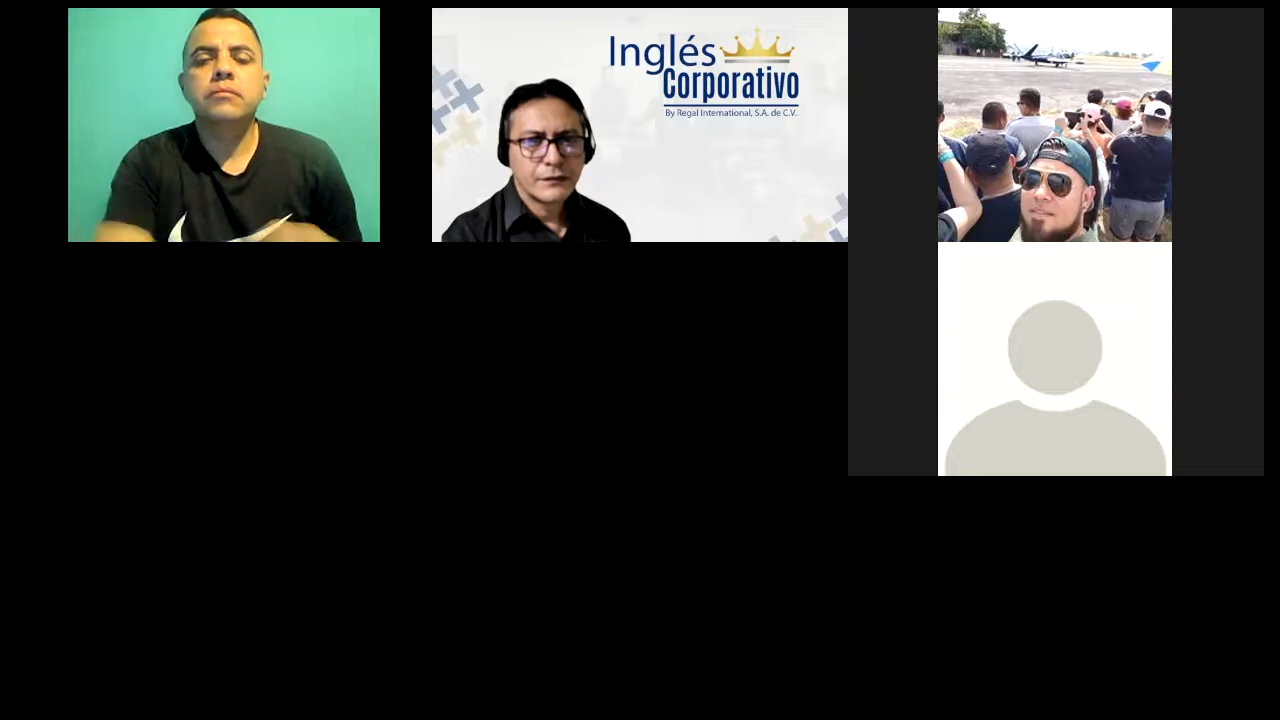 Inglés
Corporativo
By Regal International, S.A. de C.V.